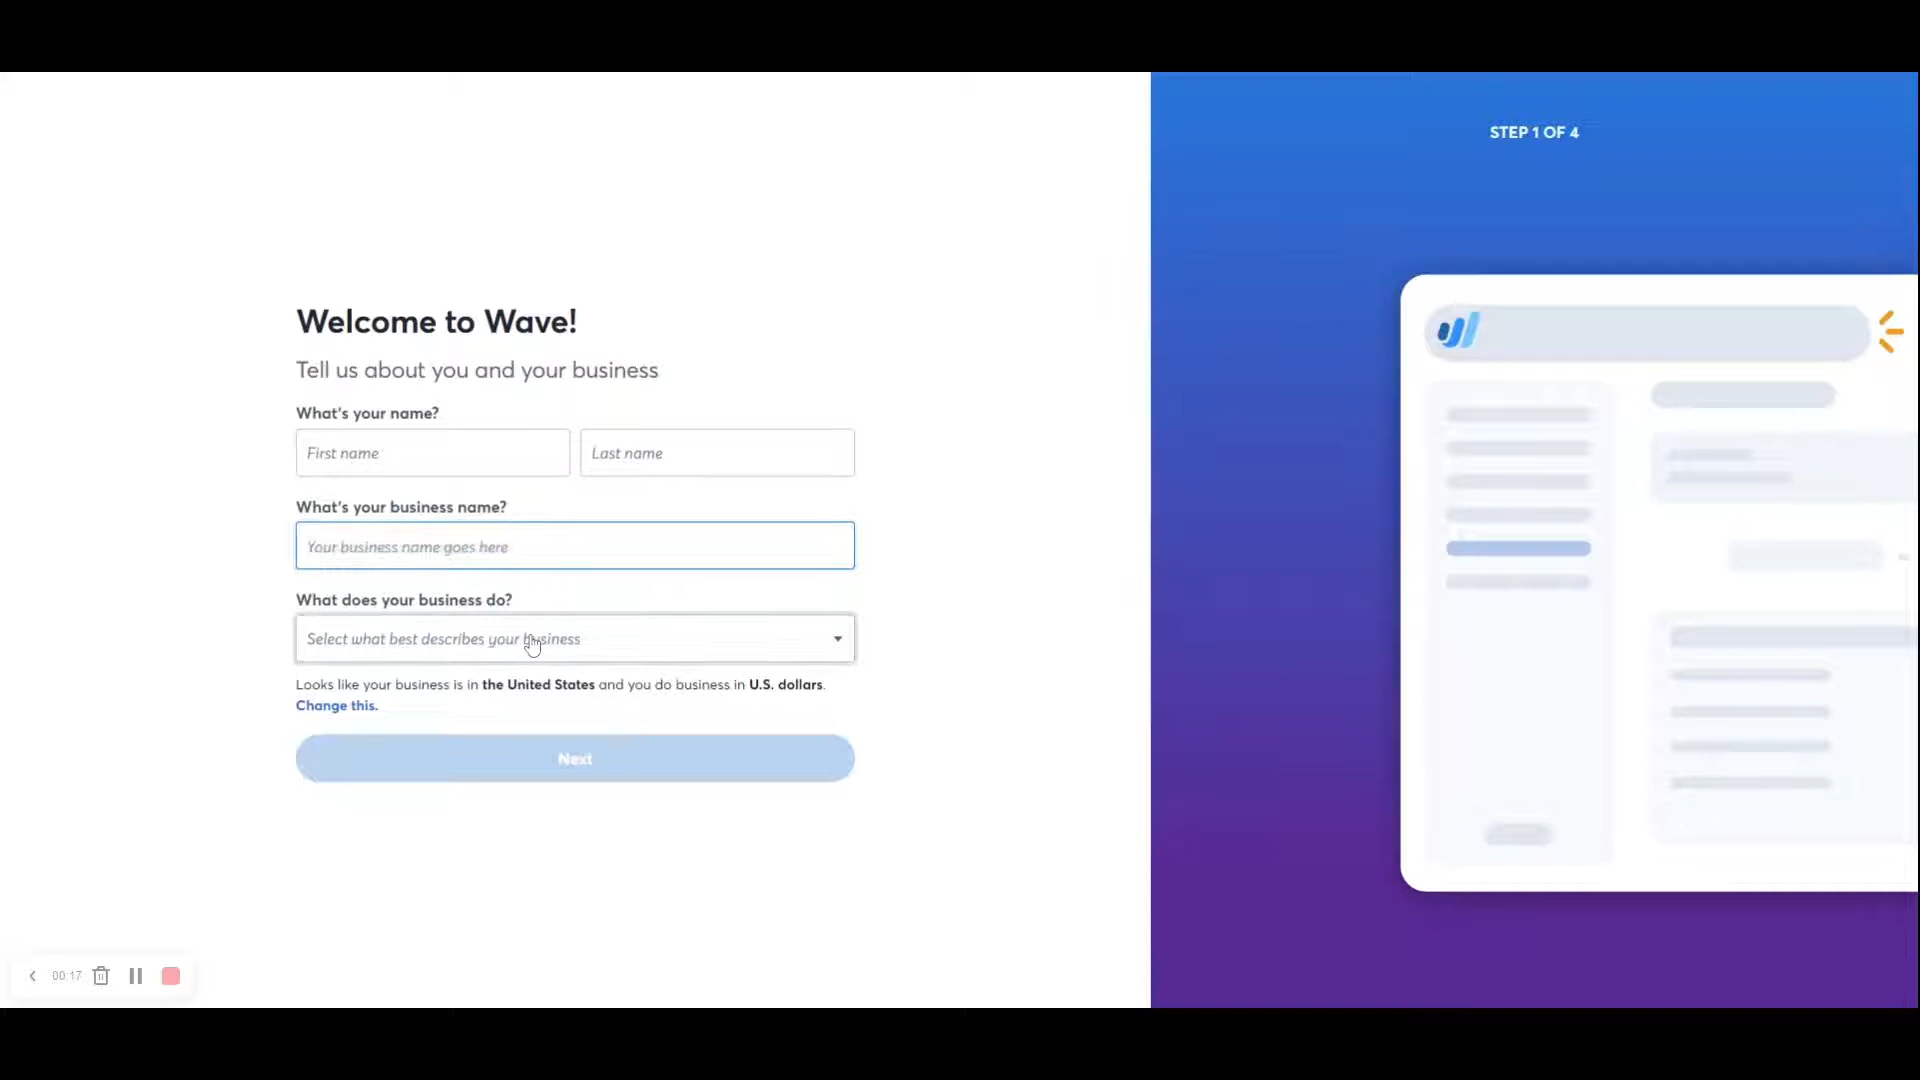 STEP 1 OF 4
Welcome to Wave!
Tell us about you and your business
What's your name?
First name
Last name
What's your business name?
Your business name goes here
What does your business do?
Select what best describes your business
Looks like your business is in the United States and you do business in U.S. dollars.
Change this.
Next
00:17